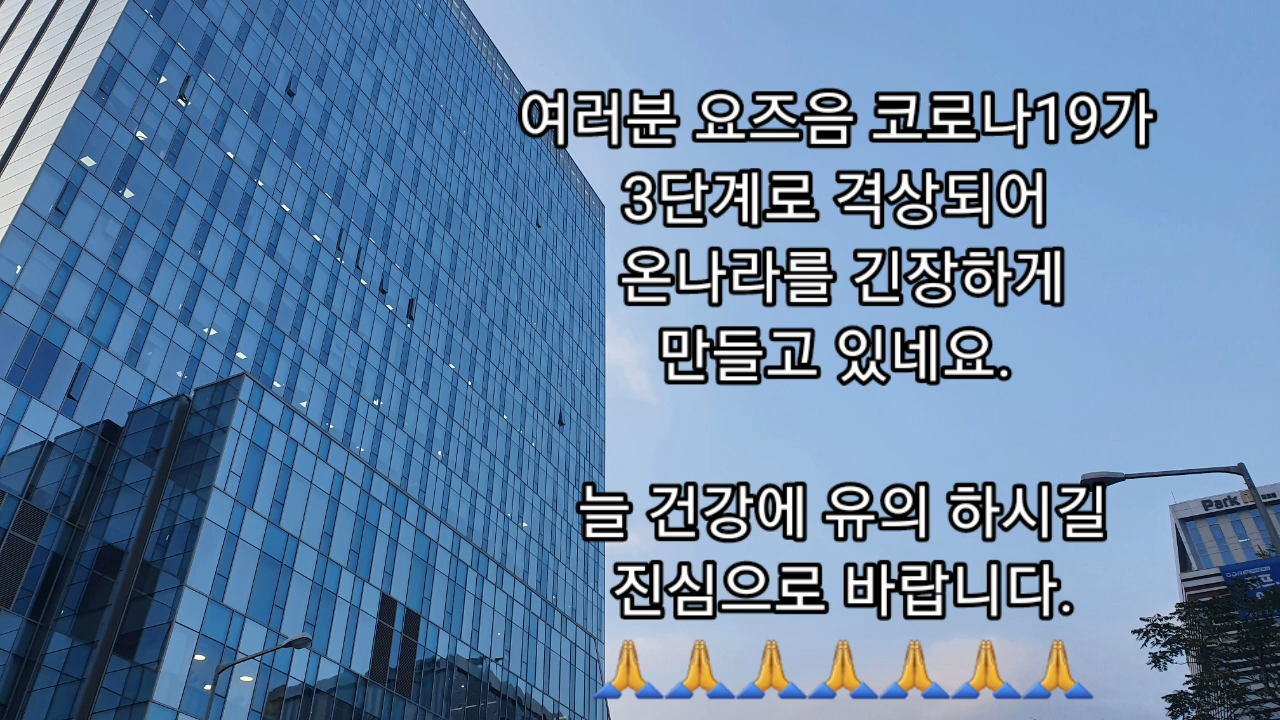 여러분 요즈음 코로나19가
3단계로 격상되어
온나라를 긴장하게
만들고 있네요.
늘 건강에 유의 하시길
진심으로 바랍니다.
🙏🙏🙏🙏🙏🙏🙏
Park